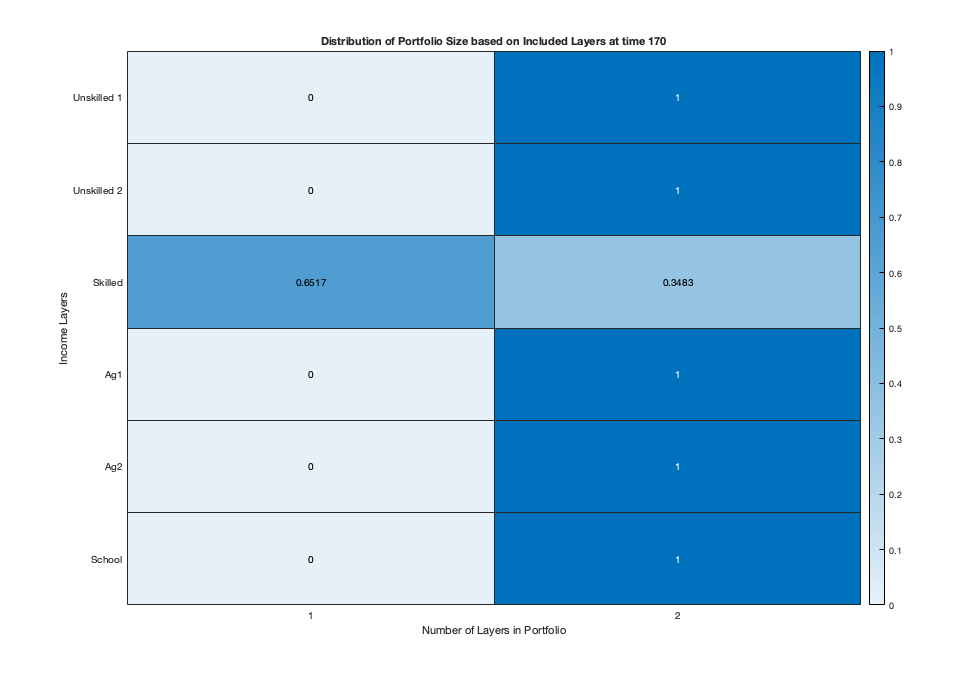 Distribution of Portfolio Size based on Included Layers at time 170
Unskilled 1
0
1
Unskilled 2
0
1
Skilled
0.6517
0.3483
Ag1
0
1
Ag2
0
1
School
0
1
1
2
Number of Layers in Portfolio
Income Layers
1
0.9
0.8
0.7
0.6
0.5
0.4
0.3
0.2
0.1
0